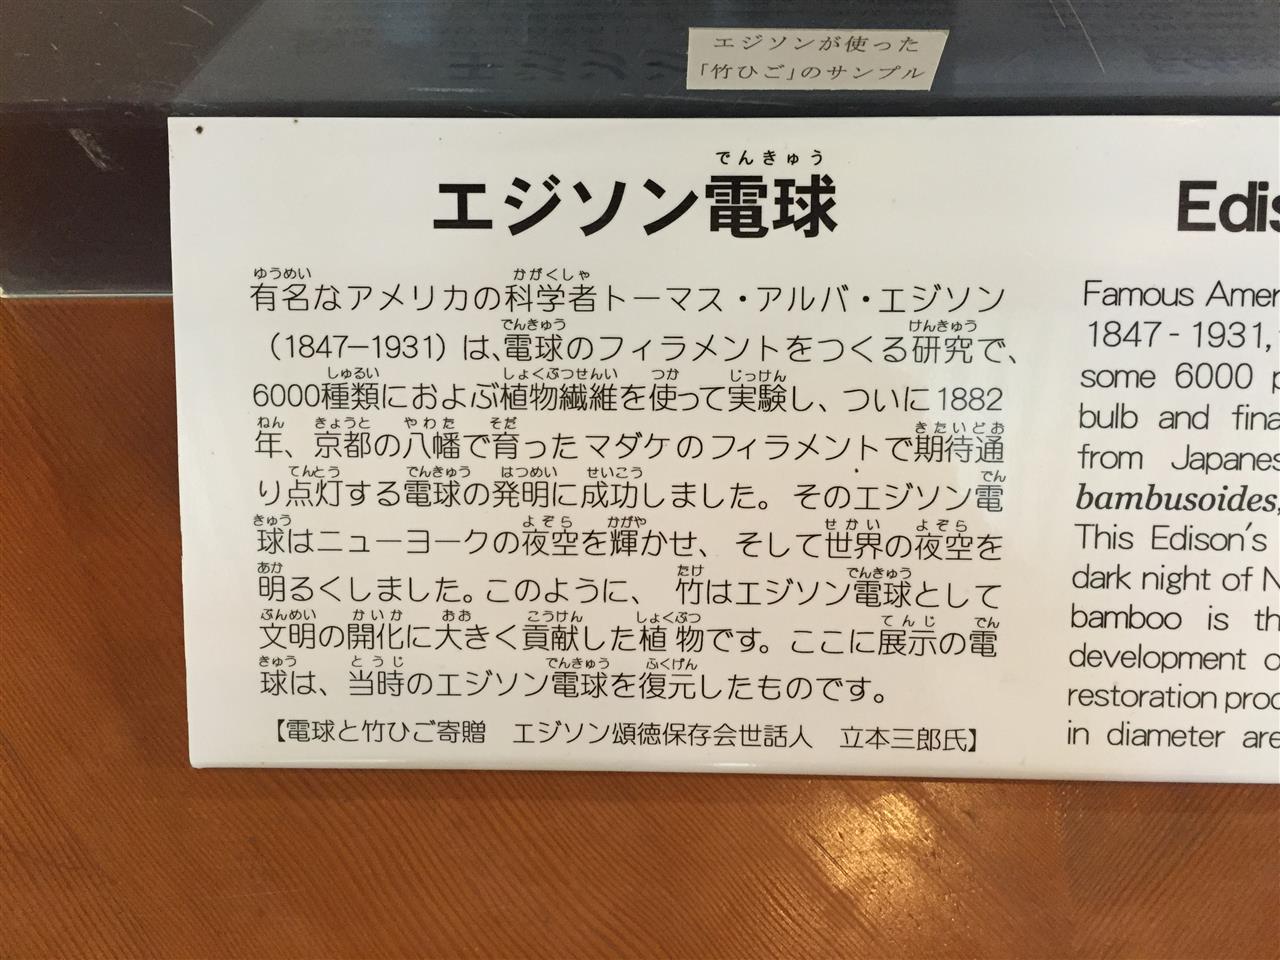 エジソンが使った
「竹ひご」のサンプル
でんきゅう
エジソン電球
ゆうめい かがくしゃ
有名なアメリカの科学者トーマス・アルバ・エジソン
でんきゅう けんきゅう
（1847−1931）は、電球のフィラメントをつくる研究で、
しゅるい しょくぶつせんい つか じっけん
6000種類におよぶ植物繊維を使って実験し、ついに1882
ねん きょうと やわた そだ きたいどお
年、京都の八幡で育ったマダケのフィラメントで期待通
てんとう でんきゅう はつめい せいこう でん
り点灯する電球の発明に成功しました。そのエジソン電
きゅう よぞら かがや せかい よぞら
球はニューヨークの夜空を輝かせ、そして世界の夜空を
あか たけ でんきゅう
明るくしました。このように、竹はエジソン電球として
ぶんめい かいか おお こうけん しょくぶつ てんじ でん
文明の開化に大きく貢献した植物です。ここに展示の電
きゅう とうじ でんきゅう ふくげん
球は、当時のエジソン電球を復元したものです。
【電球と竹ひご寄贈　エジソン頌徳保存会世話人　立本三郎氏】
Edis
Famous Amer
1847 - 1931,
some 6000 p
bulb and fina
from Japanes
bambusoides,
This Edison's
dark night of N
bamboo is th
development o
restoration prod
in diameter are